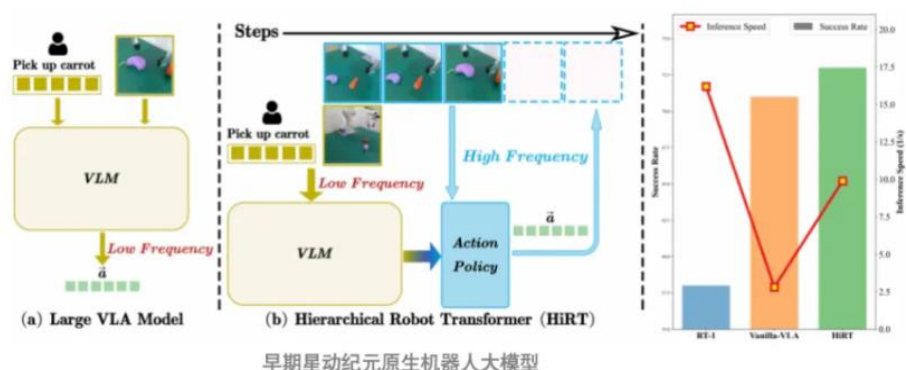 Pick up carrot
VLM
Low Frequency
a
(a) Large VLA Model
Steps
Pick up carrot
Low Frequency
High Frequency
VLM
Action
Policy
a
(b) Hierarchical Robot Transformer (HiRT)
Inference Speed
Success Rate
Success Rate
20.0
17.5
15.0
12.5
10.0
7.5
5.0
2.5
0.0
Inference Speed (1/s)
RT-1
Vanilla-VLA
HiRT
早期星动纪元原生机器人大模型